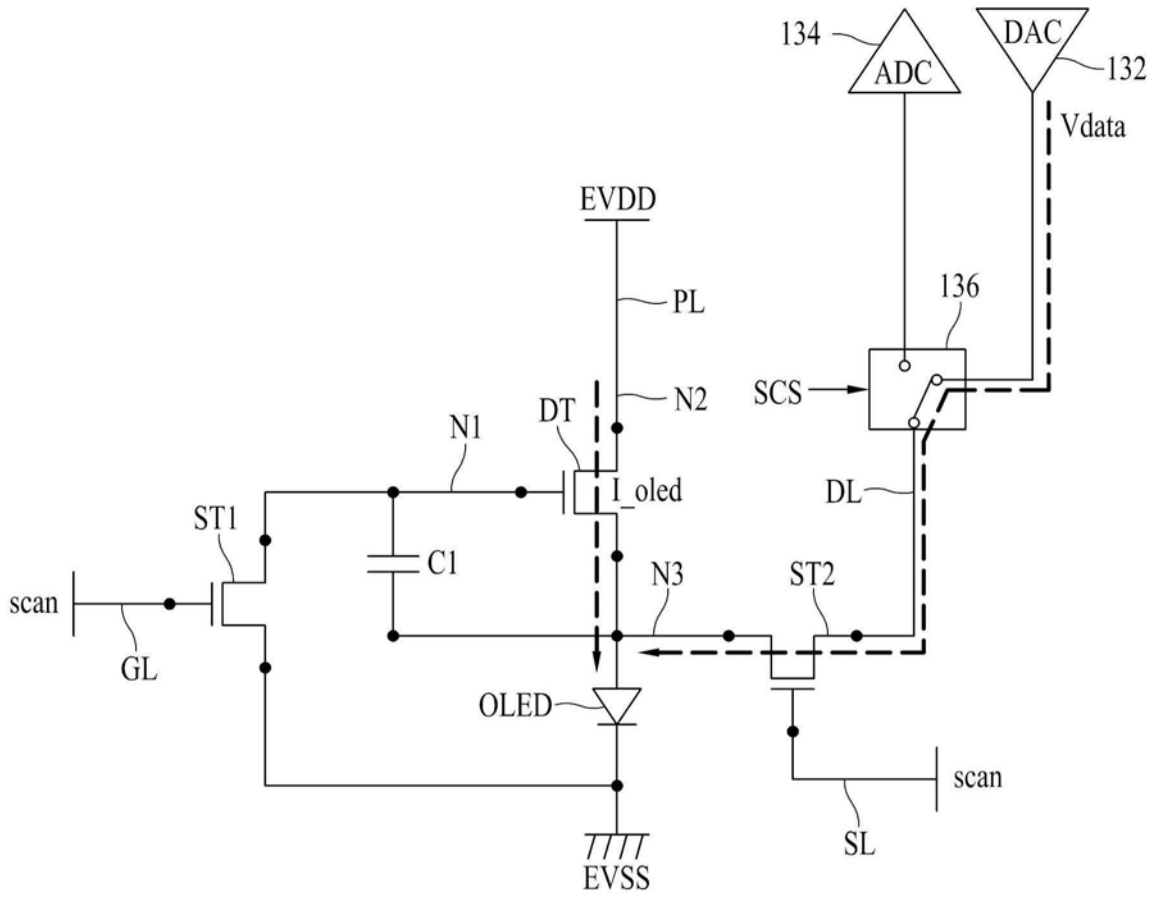 134
ADC
DAC
132
Vdata
EVDD
PL
136
SCS
N2
DT
N1
I_oled
DL
ST1
C1
N3
ST2
scan
GL
OLED
scan
SL
EVSS